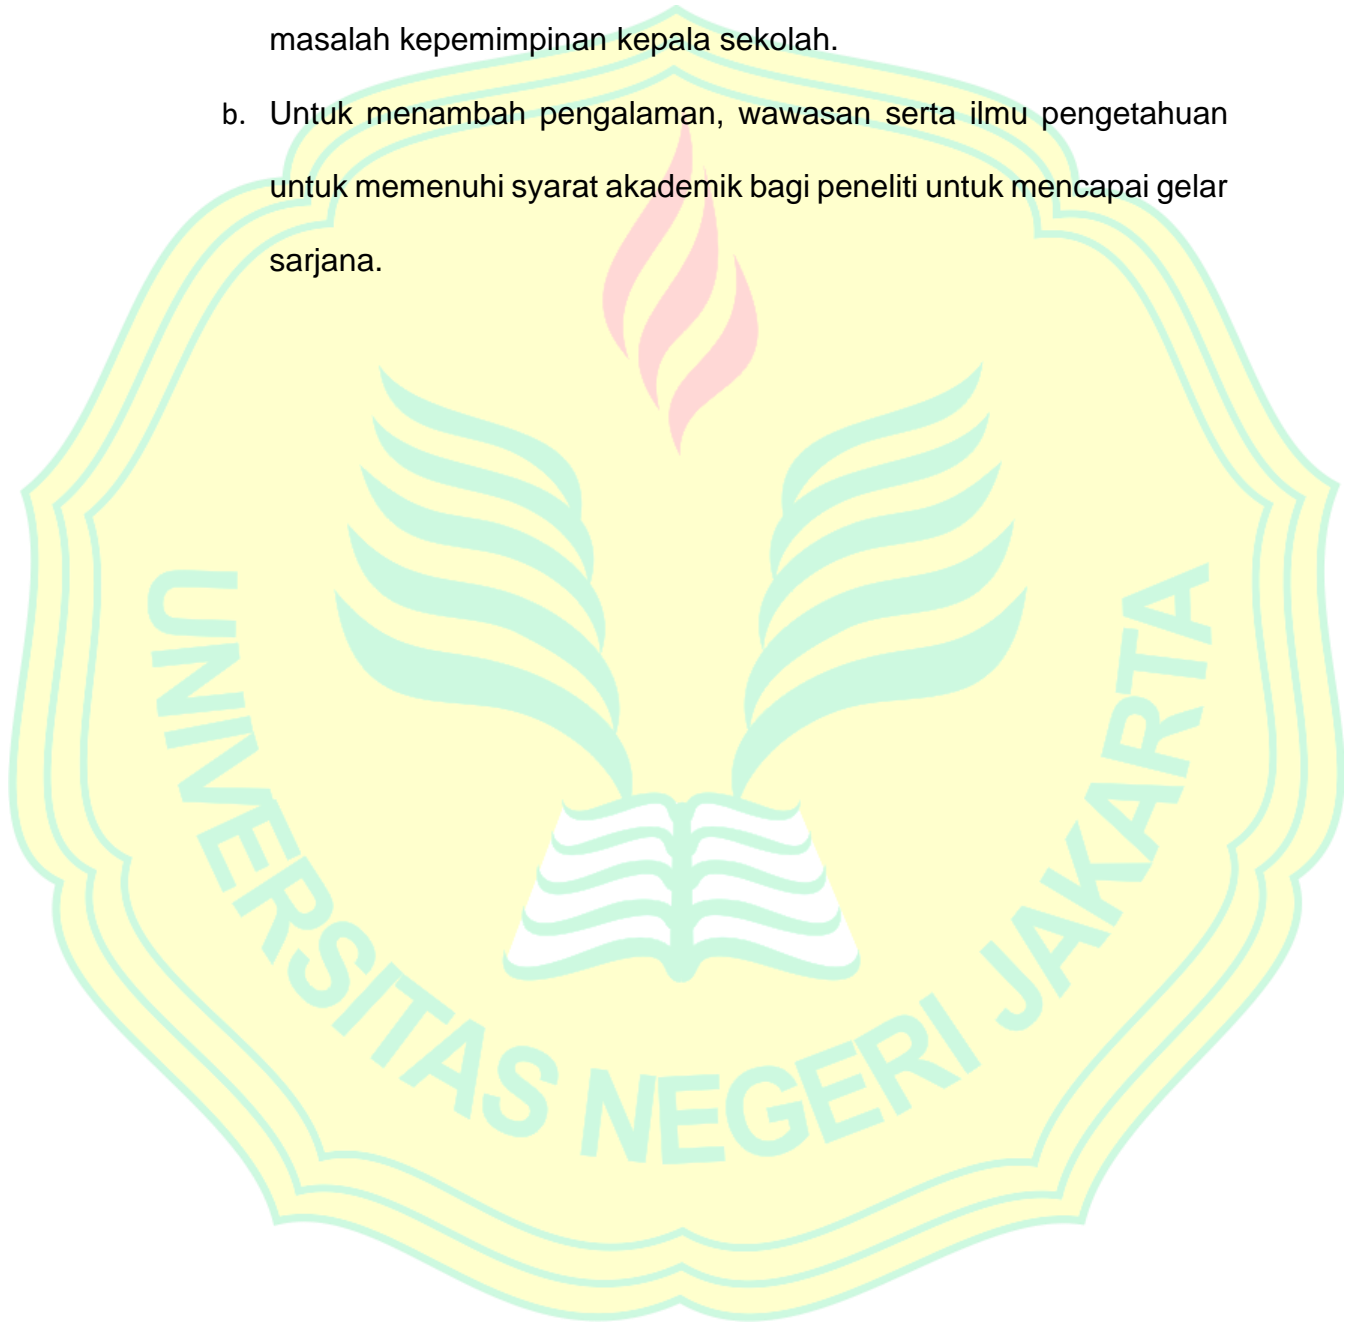 masalah kepemimpinan kepala sekolah.
b. Untuk menambah pengalaman, wawasan serta ilmu pengetahuan
untuk memenuhi syarat akademik bagi peneliti untuk mencapai gelar
sarjana.
UNIVERSITAS NEGERI JAKARTA